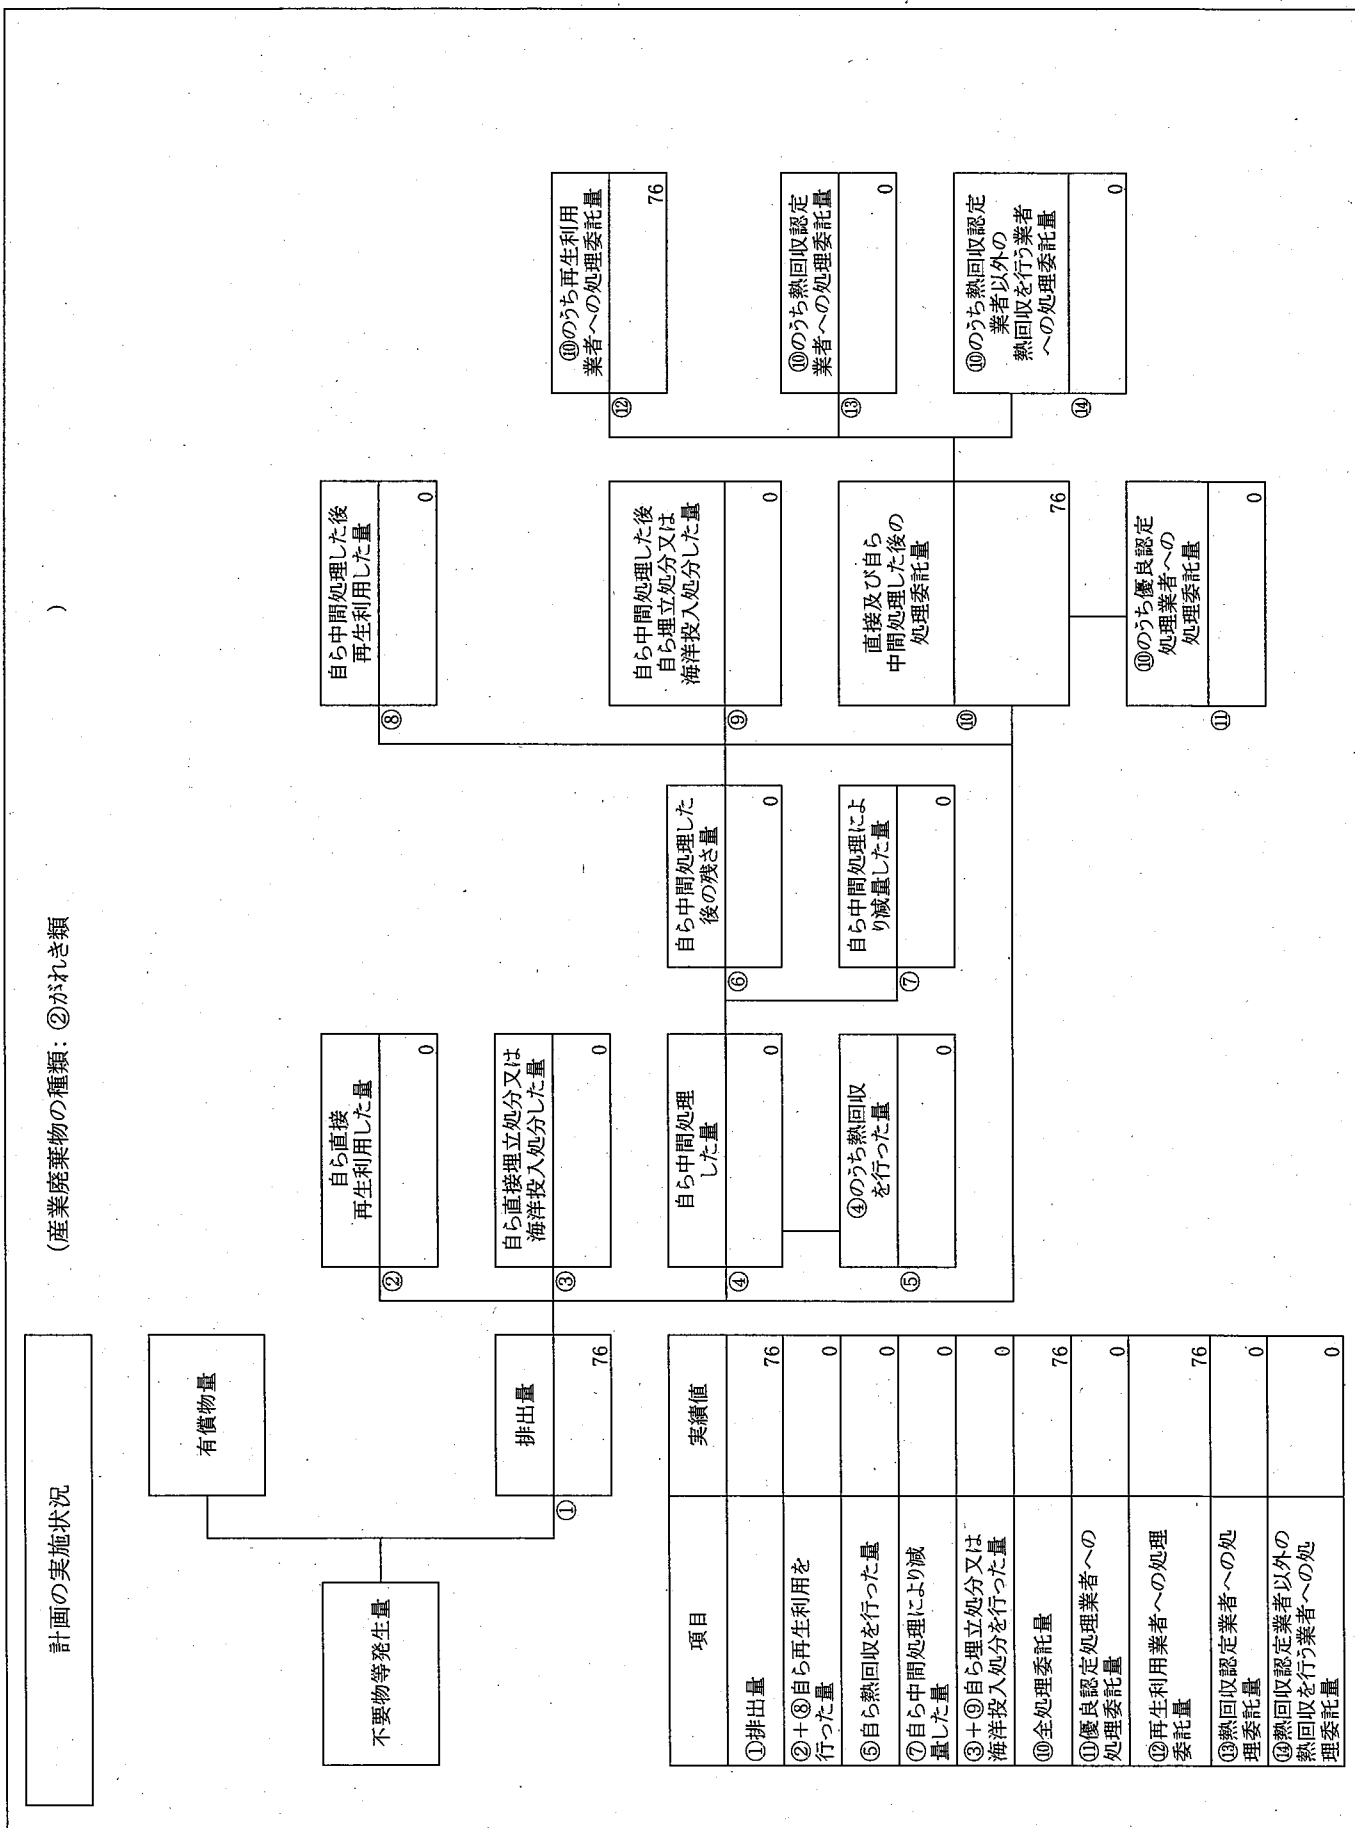 計画の実施状況
(産業廃棄物の種類：②がれき類
)
不要物等発生量
有償物量
排出量
①
76
自ら直接
再生利用した量
②
0
自ら直接埋立処分又は
海洋投入処分した量
③
0
自ら中間処理
した量
④
0
④のうち熱回収
を行った量
⑤
0
自ら中間処理した
後の残さ量
⑥
0
自ら中間処理によ
り減量した量
⑦
0
自ら中間処理した後
再生利用した量
⑧
0
自ら中間処理した後
自ら埋立処分又は
海洋投入処分した量
⑨
0
直接及び自ら
中間処理した後の
処理委託量
⑩
76
⑩のうち優良認定
処理業者への
処理委託量
⑪
0
⑩のうち再生利用
業者への処理委託量
⑫
76
⑩のうち熱回収認定
業者への処理委託量
⑬
0
⑩のうち熱回収認定
業者以外の
熱回収を行う業者
への処理委託量
⑭
0
項目 実績値
①排出量 76
②＋⑧自ら再生利用を
行った量 0
⑤自ら熱回収を行った量 0
⑦自ら中間処理により減
量した量 0
③＋⑨自ら埋立処分又は
海洋投入処分を行った量 0
⑩全処理委託量 76
⑪優良認定処理業者への
処理委託量 0
⑫再生利用業者への処理
委託量 76
⑬熱回収認定業者への処
理委託量 0
⑭熱回収認定業者以外の
熱回収を行う業者への処
理委託量 0